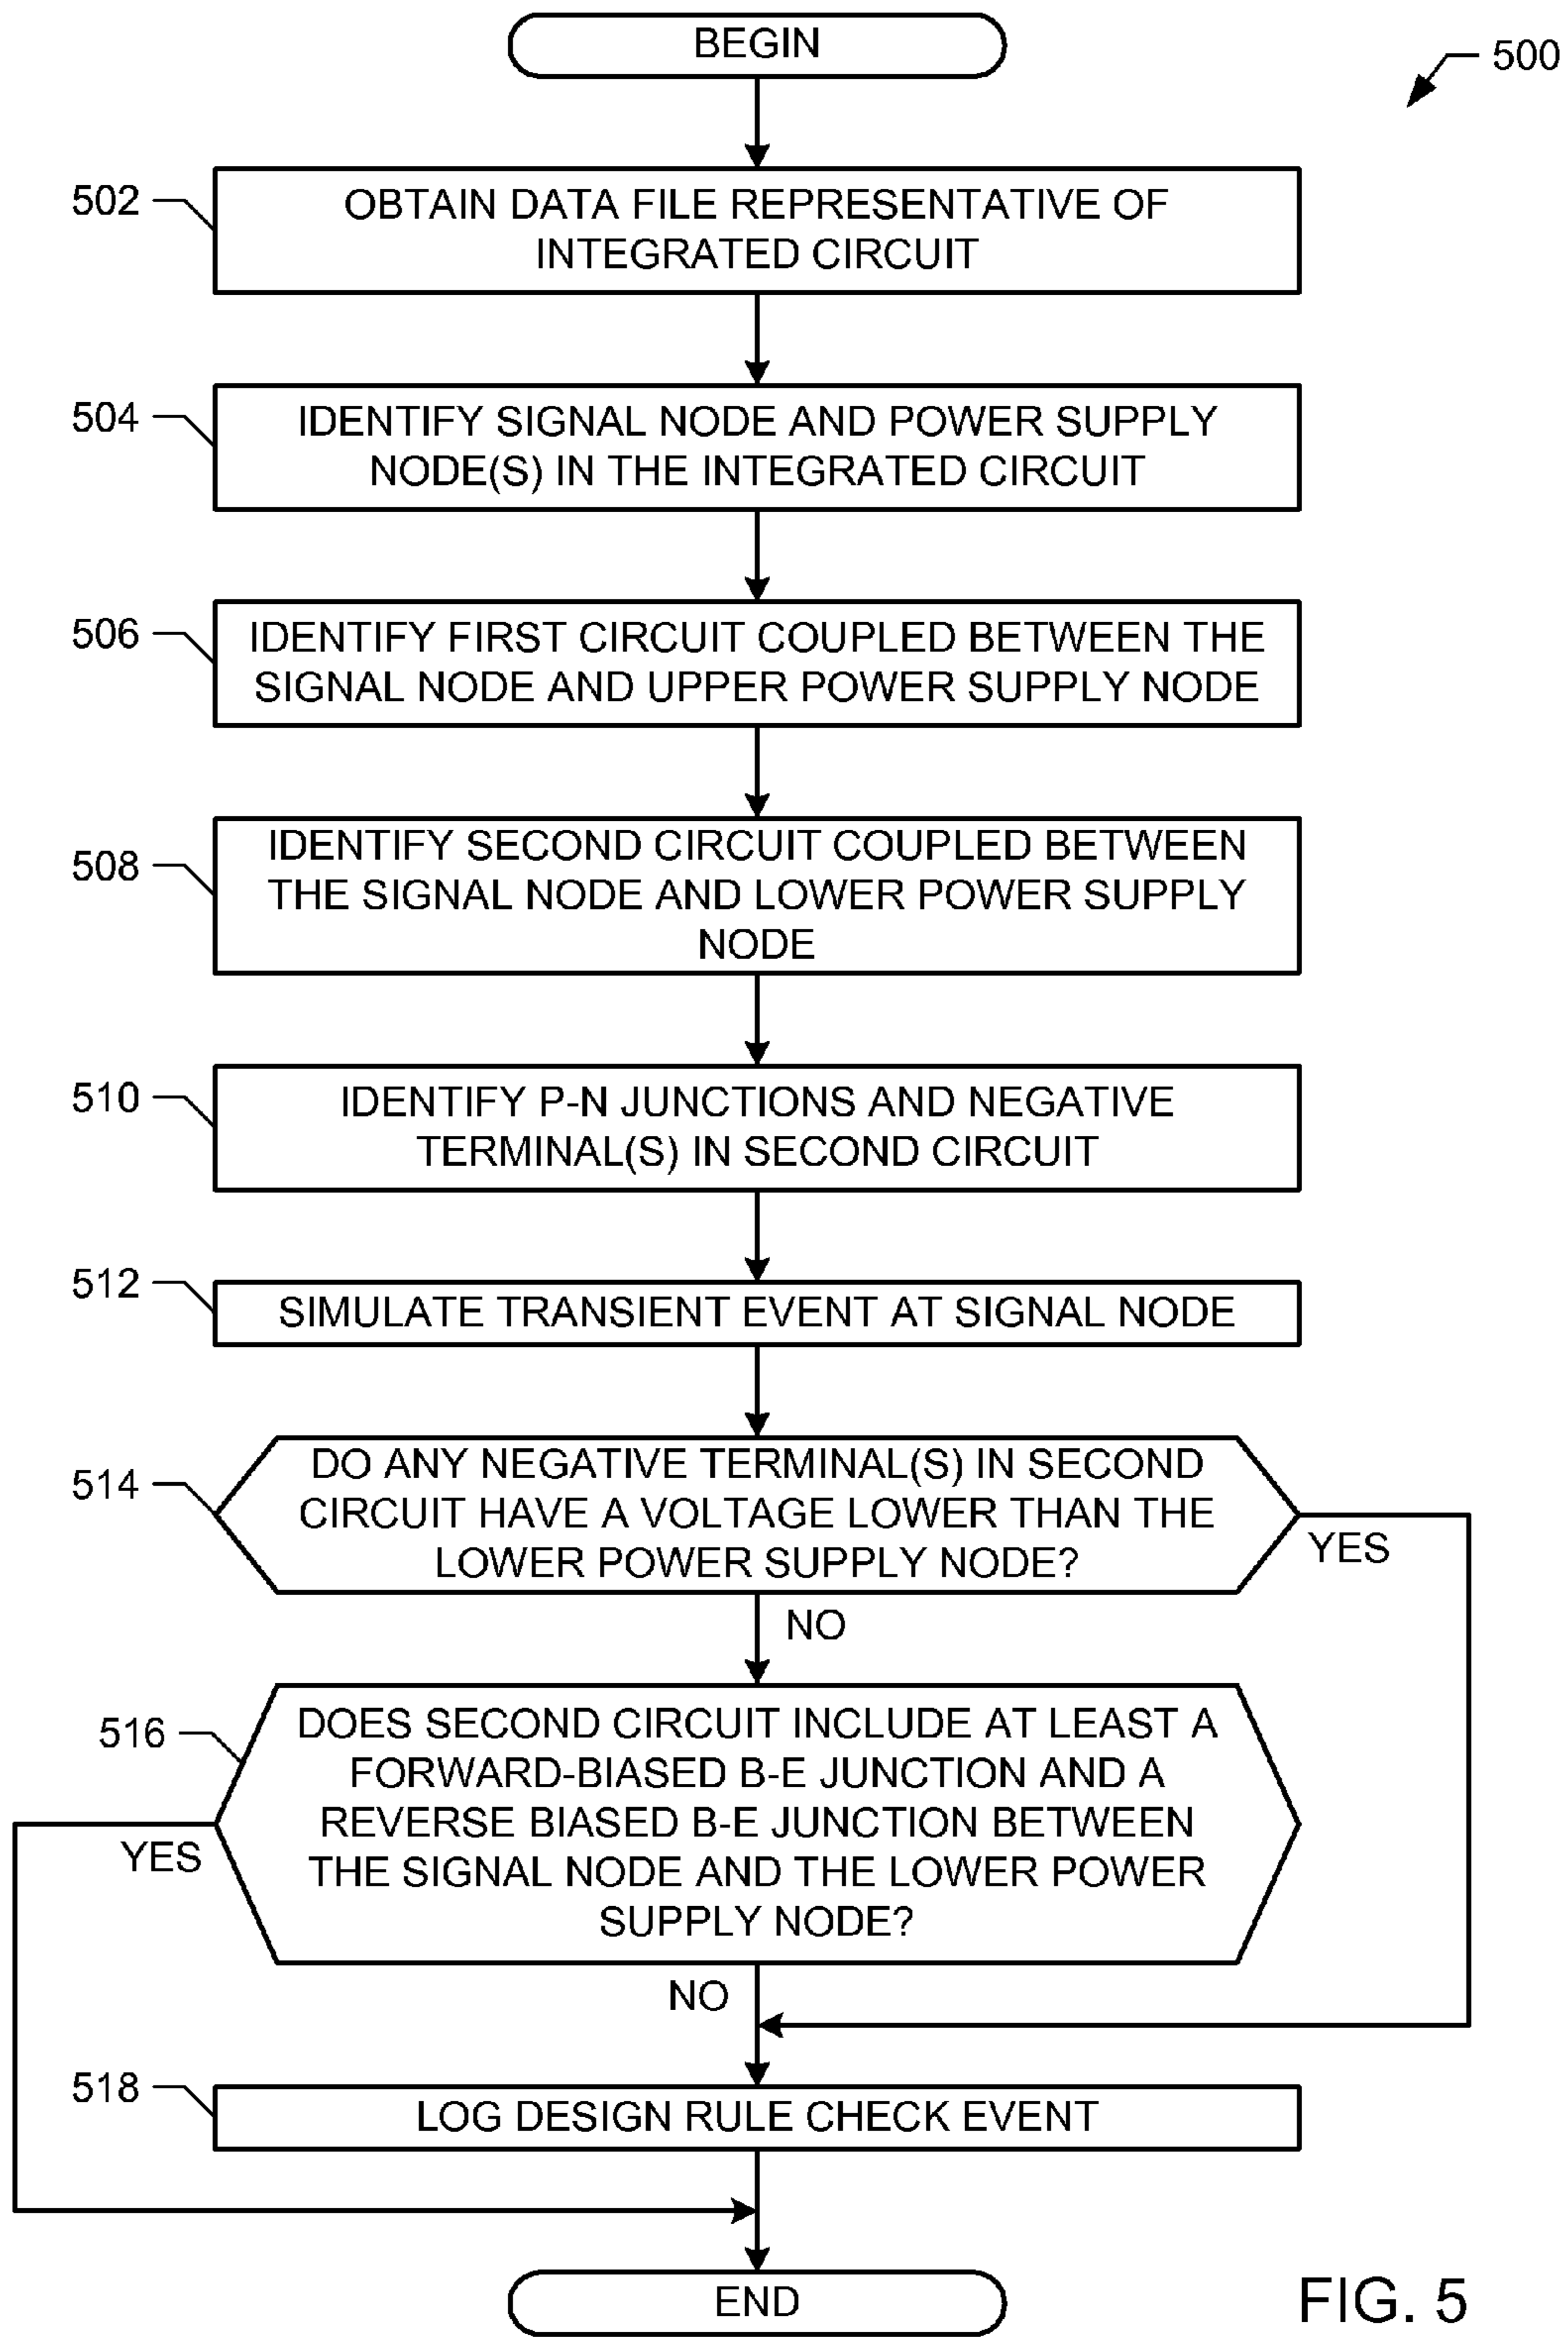 BEGIN
500
502
OBTAIN DATA FILE REPRESENTATIVE OF
INTEGRATED CIRCUIT
504
IDENTIFY SIGNAL NODE AND POWER SUPPLY
NODE(S) IN THE INTEGRATED CIRCUIT
506
IDENTIFY FIRST CIRCUIT COUPLED BETWEEN THE
SIGNAL NODE AND UPPER POWER SUPPLY NODE
508
IDENTIFY SECOND CIRCUIT COUPLED BETWEEN
THE SIGNAL NODE AND LOWER POWER SUPPLY
NODE
510
IDENTIFY P-N JUNCTIONS AND NEGATIVE
TERMINAL(S) IN SECOND CIRCUIT
512
SIMULATE TRANSIENT EVENT AT SIGNAL NODE
514
DO ANY NEGATIVE TERMINAL(S) IN SECOND
CIRCUIT HAVE A VOLTAGE LOWER THAN THE
LOWER POWER SUPPLY NODE?
YES
NO
516
DOES SECOND CIRCUIT INCLUDE AT LEAST A
FORWARD-BIASED B-E JUNCTION AND A
REVERSE BIASED B-E JUNCTION BETWEEN
THE SIGNAL NODE AND THE LOWER POWER
SUPPLY NODE?
YES
NO
518
LOG DESIGN RULE CHECK EVENT
END
FIG. 5